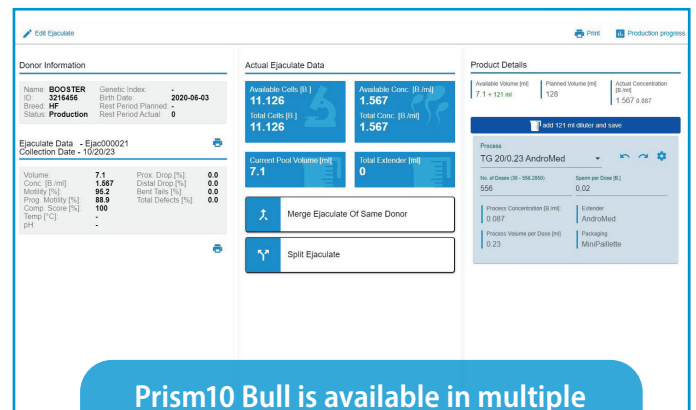 Edit Ejaculate
Print
Production progress
Donor Information
Name: BOOSTER Genetic Index: -
ID: 3216456 Birth Date: 2020-06-03
Breed: HF Rest Period Planned: -
Status: Production Rest Period Actual: 0
Ejaculate Data - Ejac000021
Collection Date - 10/20/23
Volume: 7.1 Prox. Drop [%]: 0.0
Conc. [B./ml]: 1.567 Distal Drop [%]: 0.0
Motility [%]: 95.2 Bent Tails [%]: 0.0
Prog. Motility [%]: 88.9 Total Defects [%]: 0.0
Comp. Score [%]: 100
Temp [°C]: -
pH: -
Actual Ejaculate Data
Available Cells [B.]
11.126
Total Cells [B.]
11.126
Available Conc. [B./ml]
1.567
Total Conc. [B./ml]
1.567
Current Pool Volume [ml]
7.1
Total Extender [ml]
0
Merge Ejaculate Of Same Donor
Split Ejaculate
Product Details
Available Volume [ml]
7.1 + 121 ml
Planned Volume [ml]
128
Actual Concentration
[B./ml]
1.567 0.087
add 121 ml diluter and save
Process
TG 20/0.23 AndroMed
No. of Doses (36 - 556.2850)
556
Sperm per Dose [B.]
0,02
Process Concentration [B./ml]:
0.087
Extender
AndroMed
Process Volume per Dose [ml]
0.23
Packaging
MiniPaillette
Prism10 Bull is available in multiple